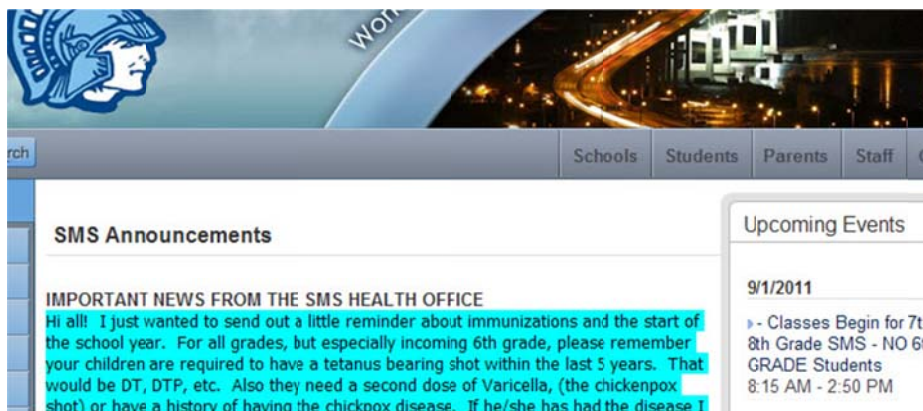 Wor
rch
Schools
Students
Parents
Staff
SMS Announcements
IMPORTANT NEWS FROM THE SMS HEALTH OFFICE
Hi all! I just wanted to send out a little reminder about immunizations and the start of
the school year. For all grades, but especially incoming 6th grade, please remember
your children are required to have a tetanus bearing shot within the last 5 years. That
would be DT, DTP, etc. Also they need a second dose of Varicella, (the chickenpox
shot) or have a history of having the chickpox disease. If he/she has had the disease I
Upcoming Events
9/1/2011
- Classes Begin for 7t
8th Grade SMS - NO 6t
GRADE Students
8:15 AM - 2:50 PM